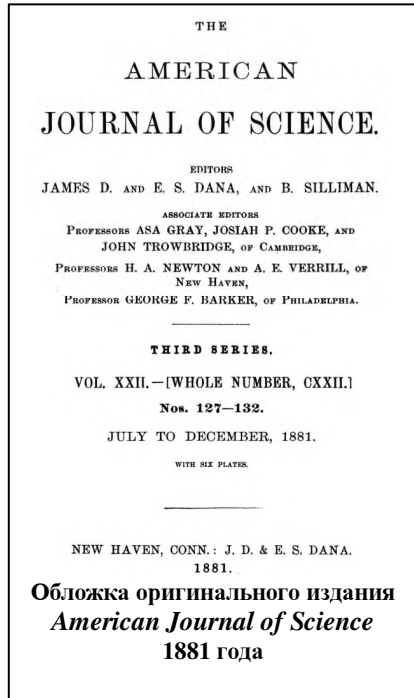 THE
AMERICAN
JOURNAL OF SCIENCE.
EDITORS
JAMES D. AND E. S. DANA, AND B. SILLIMAN.
ASSOCIATE EDITORS
PROFESSORS ASA GRAY, JOSIAH P. COOKE, AND
JOHN TROWBRIDGE, OF CAMBRIDGE,
PROFESSORS H. A. NEWTON AND A. E. VERRILL, OF
NEW HAVEN,
PROFESSOR GEORGE F. BARKER, OF PHILADELPHIA.
THIRD SERIES.
VOL. XXII.—[WHOLE NUMBER, CXXII.]
Nos. 127—132.
JULY TO DECEMBER, 1881.
WITH SIX PLATES.
NEW HAVEN, CONN.: J. D. & E. S. DANA.
1881.
Обложка оригинального издания
American Journal of Science
1881 года